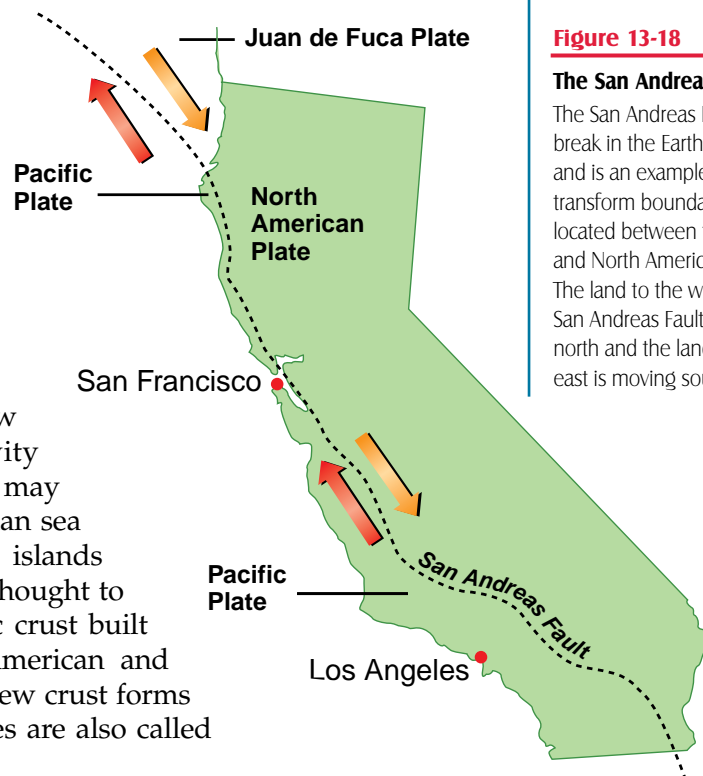 Juan de Fuca Plate
Pacific
Plate
North
American
Plate
San Francisco
Pacific
Plate
San Andreas Fault
Los Angeles
Figure 13-18
The San Andrea
The San Andreas
break in the Earth
and is an example
transform bounda
located between
and North Americ
The land to the w
San Andreas Fault
north and the lan
east is moving sou
w
vity
may
an sea
islands
hought to
c crust built
merican and
ew crust forms
es are also called